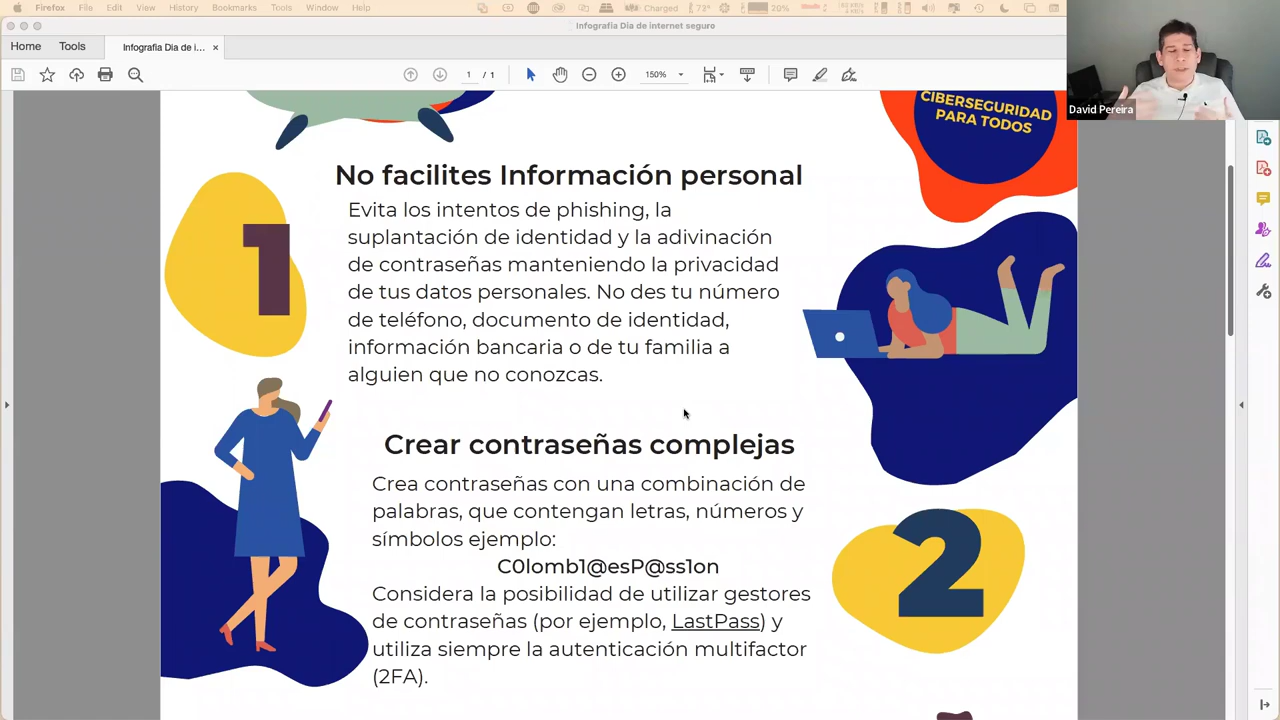 Firefox File Edit View History Bookmarks Tools Window Help
Charged 73° 20%
Infografia Dia de internet seguro
Home Tools Infografia Dia de i... ×
1 / 1 150%
David Pereira
CIBERSEGURIDAD
PARA TODOS
No facilites Información personal
1
Evita los intentos de phishing, la
suplantación de identidad y la adivinación
de contraseñas manteniendo la privacidad
de tus datos personales. No des tu número
de teléfono, documento de identidad,
información bancaria o de tu familia a
alguien que no conozcas.
Crear contraseñas complejas
2
Crea contraseñas con una combinación de
palabras, que contengan letras, números y
símbolos ejemplo:
C0lomb1@esP@ss1on
Considera la posibilidad de utilizar gestores
de contraseñas (por ejemplo, LastPass) y
utiliza siempre la autenticación multifactor
(2FA).